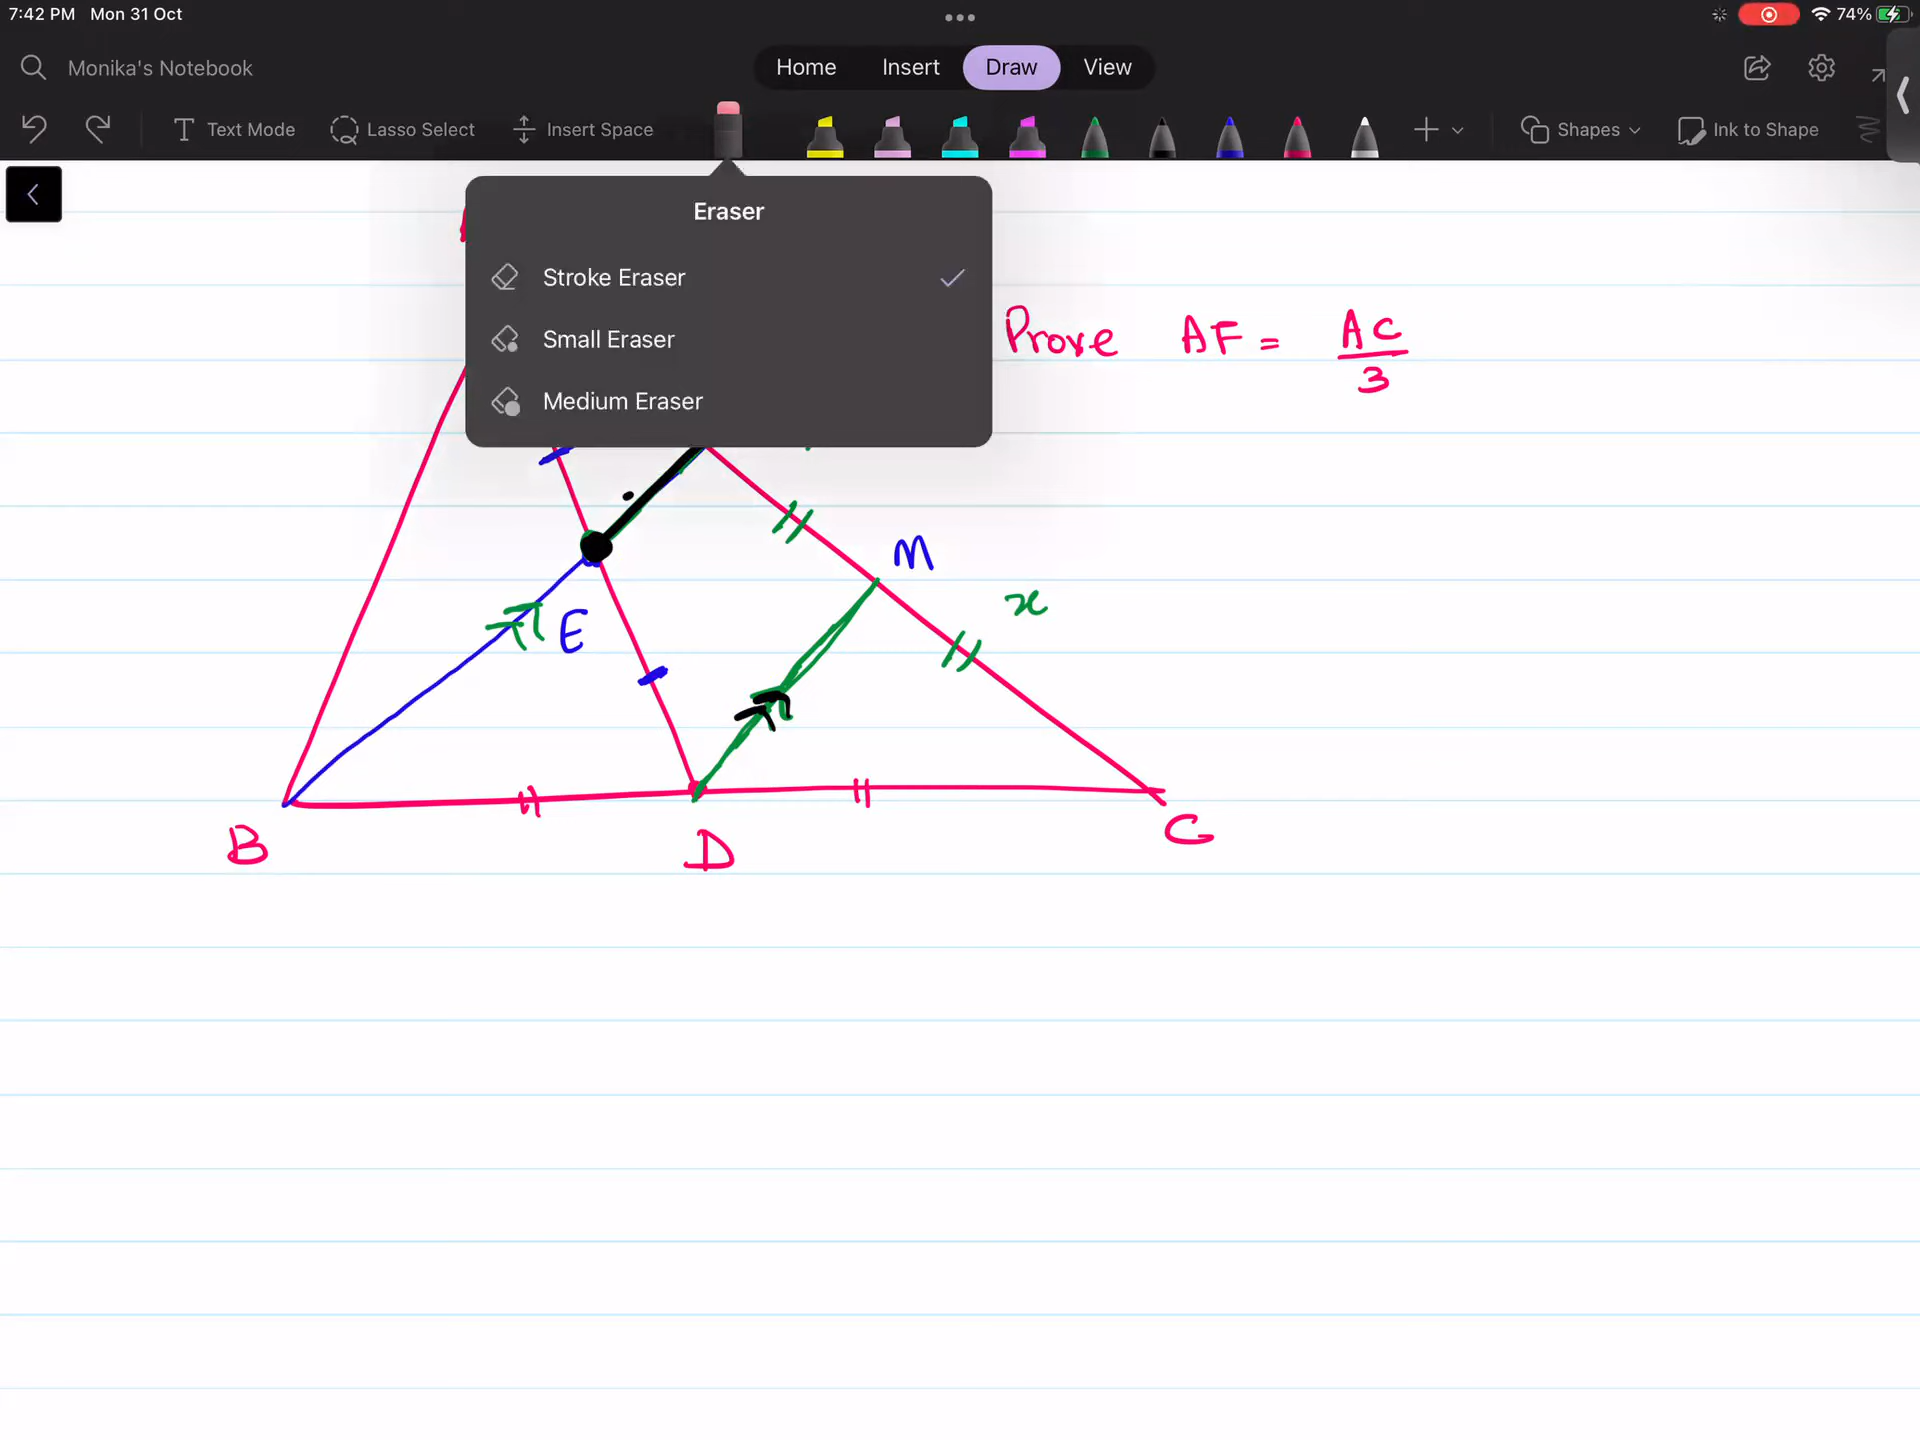 7:42 PM Mon 31 Oct
74%
Monika's Notebook
Home Insert Draw View
Text Mode Lasso Select Insert Space
Shapes Ink to Shape
Eraser
Stroke Eraser
Small Eraser
Medium Eraser
Prove AF = AC/3
M
x
E
B
D
C